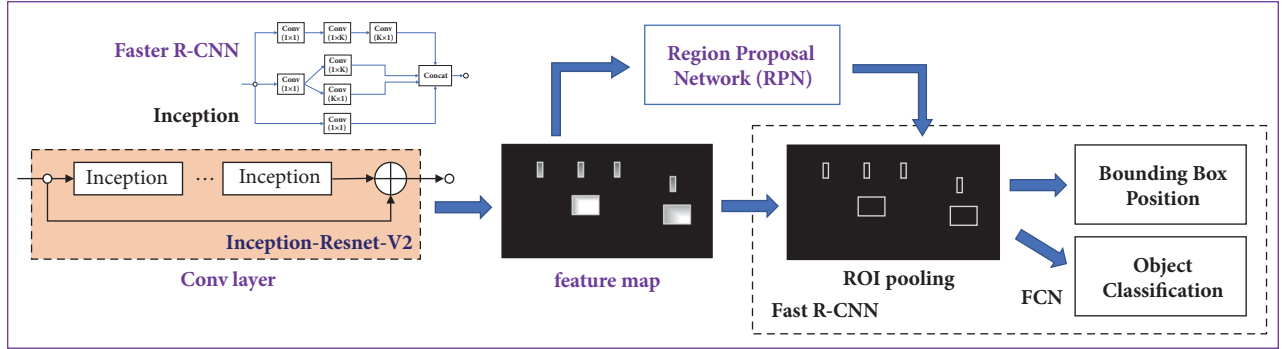 Faster R-CNN
Inception
Conv
(1×1)
Conv
(1×K)
Conv
(K×1)
Conv
(1×1)
Conv
(1×K)
Conv
(K×1)
Conv
(1×1)
Concat
Inception
...
Inception
Inception-Resnet-V2
Conv layer
feature map
Region Proposal
Network (RPN)
ROI pooling
Fast R-CNN
FCN
Bounding Box
Position
Object
Classification